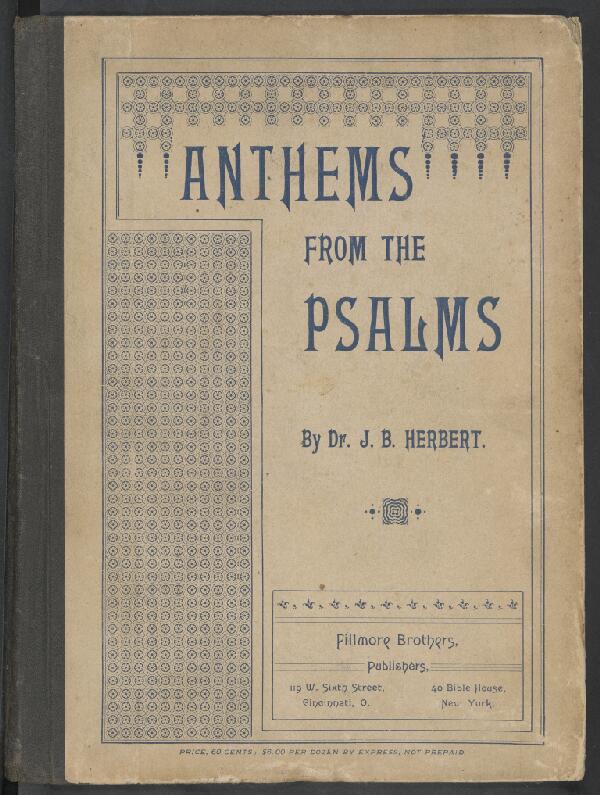 ANTHEMS
FROM THE
PSALMS
By Dr. J. B. HERBERT.
Fillmore Brothers,
Publishers,
119 W. Sixth Street,
Cincinnati, O.
40 Bible House,
New York.
PRICE, 60 CENTS; $6.00 PER DOZEN BY EXPRESS, NOT PREPAID